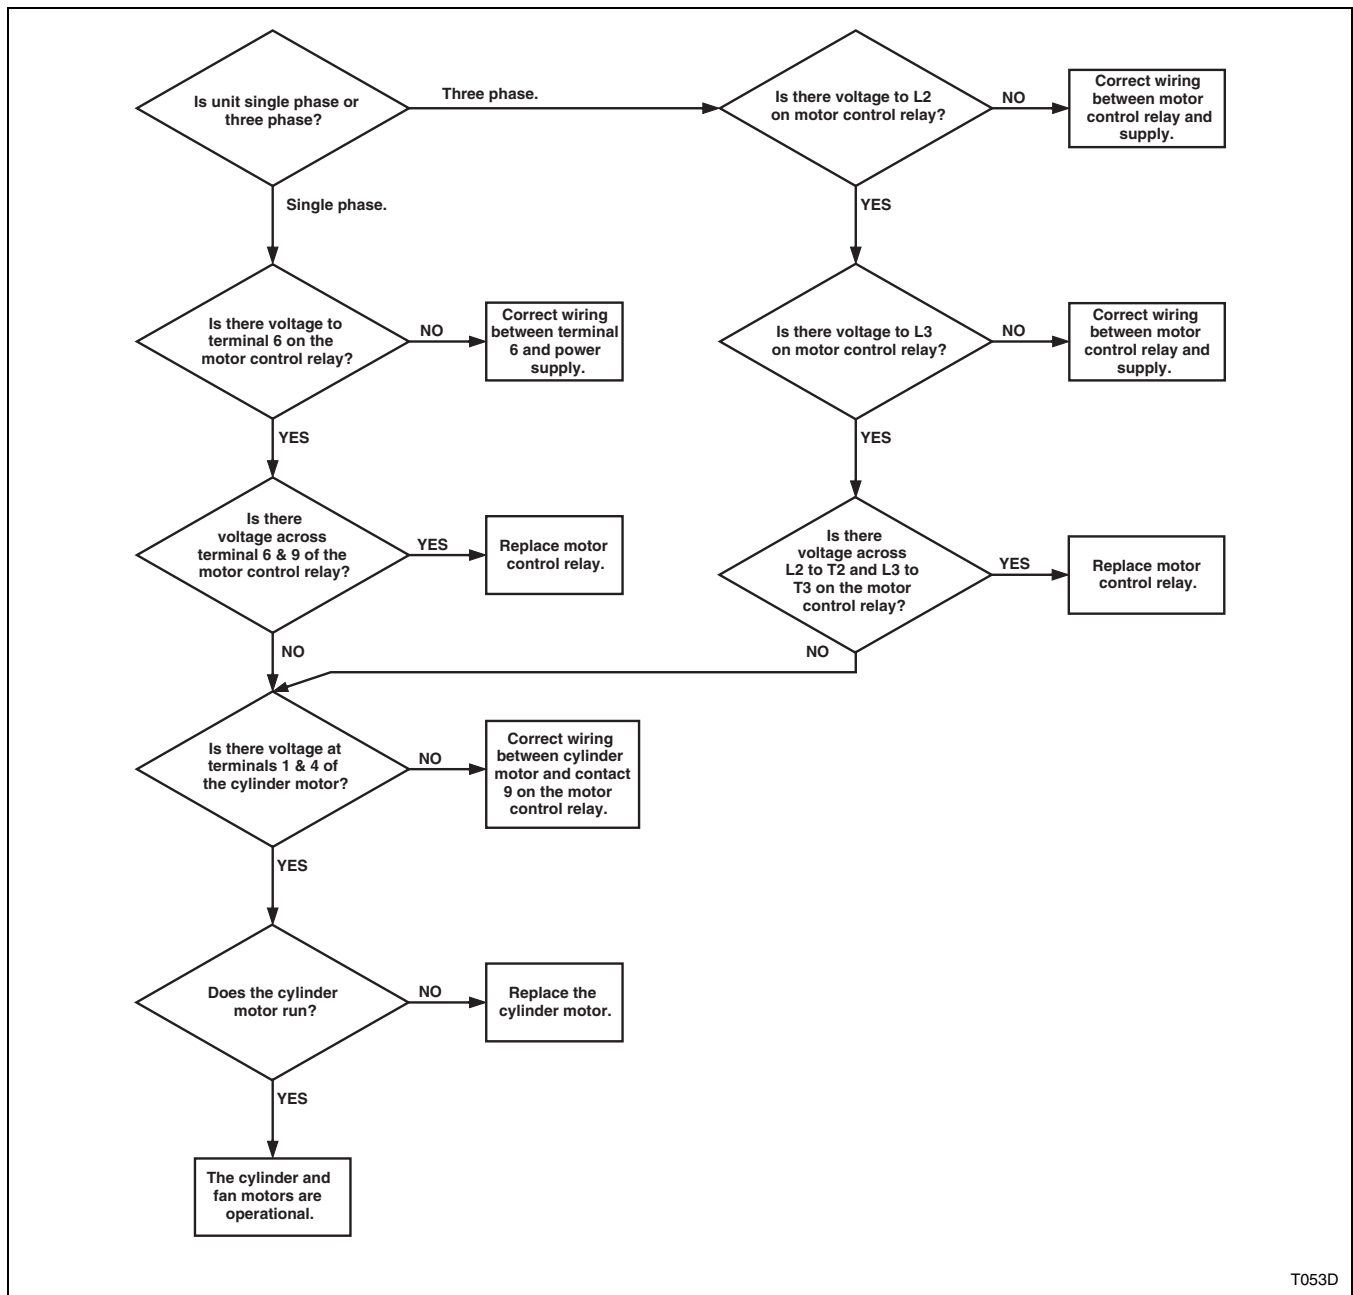 Is unit single phase or
three phase?
Three phase.
Is there voltage to L2
on motor control relay?
NO
Correct wiring
between motor
control relay and
supply.
Single phase.
YES
Is there voltage to
terminal 6 on the
motor control relay?
NO
Correct wiring
between terminal
6 and power
supply.
Is there voltage to L3
on motor control relay?
NO
Correct wiring
between motor
control relay and
supply.
YES
YES
Is there
voltage across
terminal 6 & 9 of the
motor control relay?
YES
Replace motor
control relay.
Is there
voltage across
L2 to T2 and L3 to
T3 on the motor
control relay?
YES
Replace motor
control relay.
NO
NO
Is there voltage at
terminals 1 & 4 of
the cylinder motor?
NO
Correct wiring
between cylinder
motor and contact
9 on the motor
control relay.
YES
Does the cylinder
motor run?
NO
Replace the
cylinder motor.
YES
The cylinder and
fan motors are
operational.
T053D